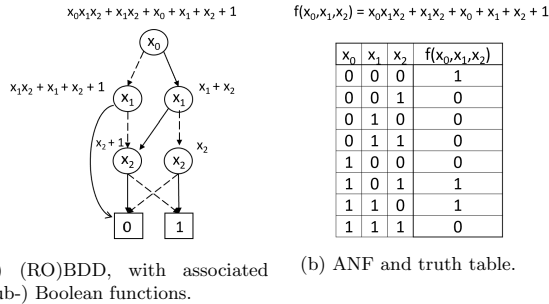 x0x1x2 + x1x2 + x0 + x1 + x2 + 1
x0
x1x2 + x1 + x2 + 1
x1
x1
x1 + x2
x2 + 1
x2
x2
x2
0
1
(RO)BDD, with associated
Boolean functions.
f(x0,x1,x2) = x0x1x2 + x1x2 + x0 + x1 + x2 + 1
x0 x1 x2 f(x0,x1,x2)
0 0 0 1
0 0 1 0
0 1 0 0
0 1 1 0
1 0 0 0
1 0 1 1
1 1 0 1
1 1 1 0
(b) ANF and truth table.